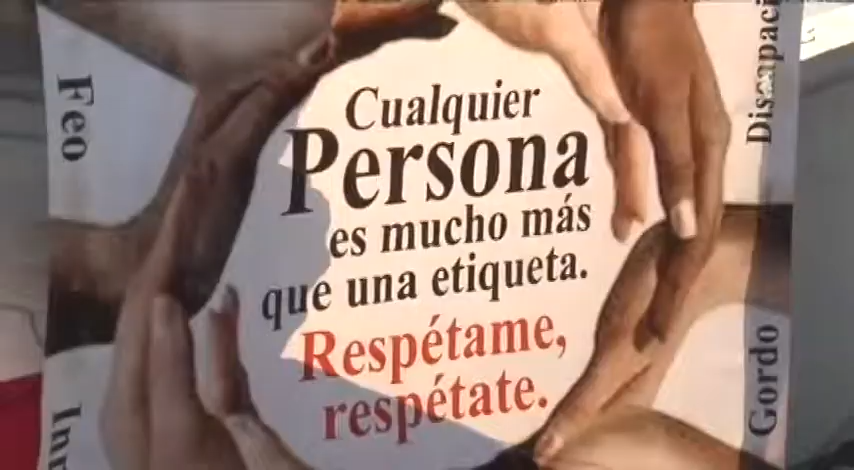 Feo
Cualquier
Persona
es mucho más
que una etiqueta.
Respétame,
respétate.
Gordo